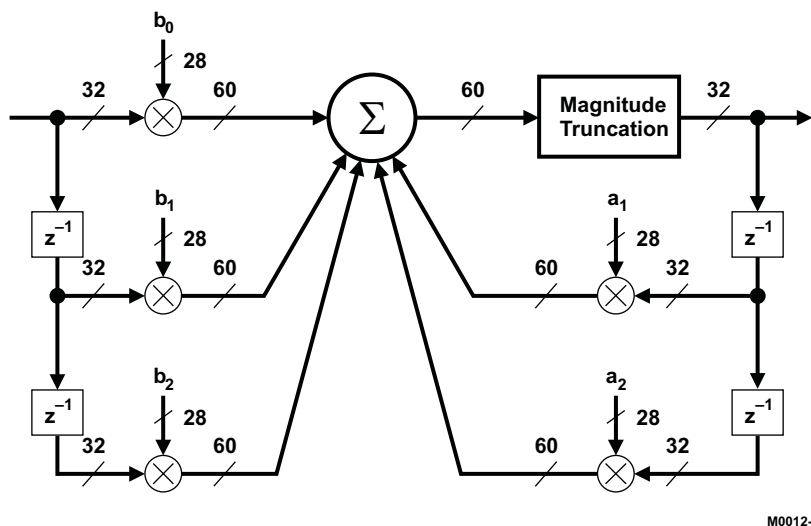 b0
28
32
60
Σ
60
Magnitude
Truncation
32
z–1
b1
28
32
60
a1
28
60
32
z–1
z–1
b2
28
32
60
a2
28
60
32
z–1
M0012-